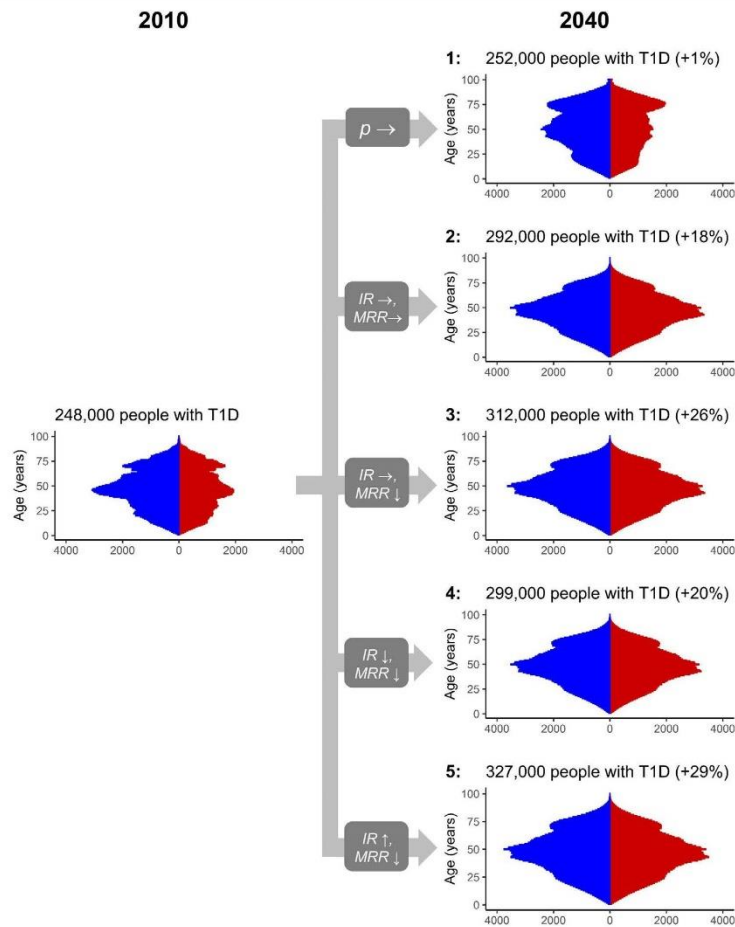 2010
2040
1: 252,000 people with T1D (+1%)
Age (years)
100
75
50
25
0
4000 2000 0 2000 4000
p →
2: 292,000 people with T1D (+18%)
Age (years)
100
75
50
25
0
4000 2000 0 2000 4000
IR →,
MRR→
248,000 people with T1D
Age (years)
100
75
50
25
0
4000 2000 0 2000 4000
3: 312,000 people with T1D (+26%)
Age (years)
100
75
50
25
0
4000 2000 0 2000 4000
IR →,
MRR ↓
4: 299,000 people with T1D (+20%)
Age (years)
100
75
50
25
0
4000 2000 0 2000 4000
IR ↓,
MRR ↓
5: 327,000 people with T1D (+29%)
Age (years)
100
75
50
25
0
4000 2000 0 2000 4000
IR ↑,
MRR ↓